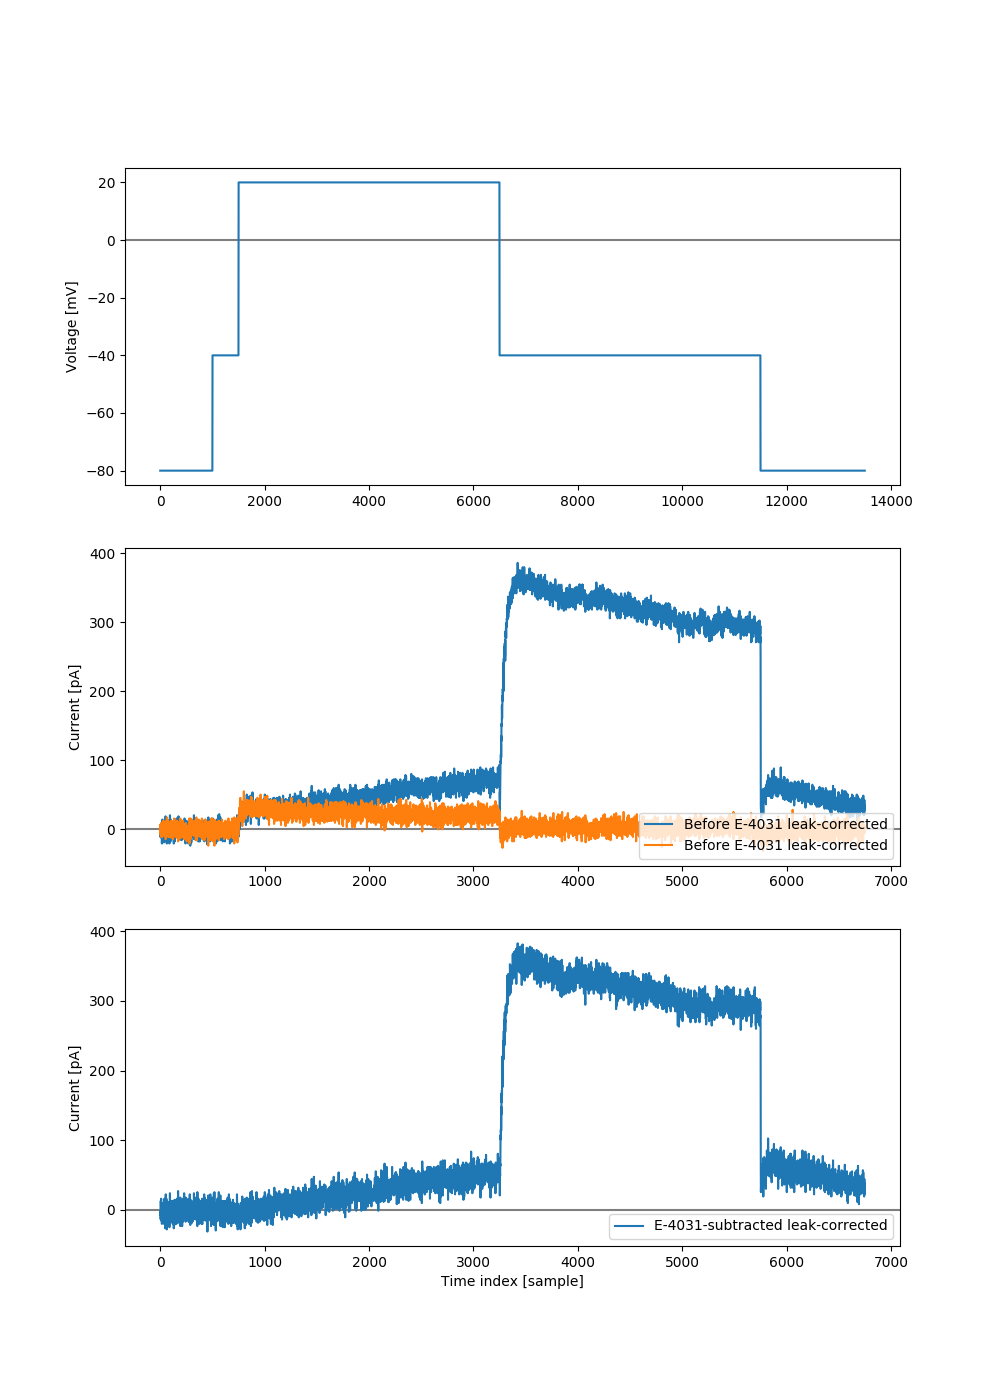 20
0
−20
−40
−60
−80
Voltage [mV]
0 2000 4000 6000 8000 10000 12000 14000
400
300
200
100
0
Current [pA]
Before E-4031 leak-corrected
Before E-4031 leak-corrected
0 1000 2000 3000 4000 5000 6000 7000
400
300
200
100
0
Current [pA]
E-4031-subtracted leak-corrected
0 1000 2000 3000 4000 5000 6000 7000
Time index [sample]